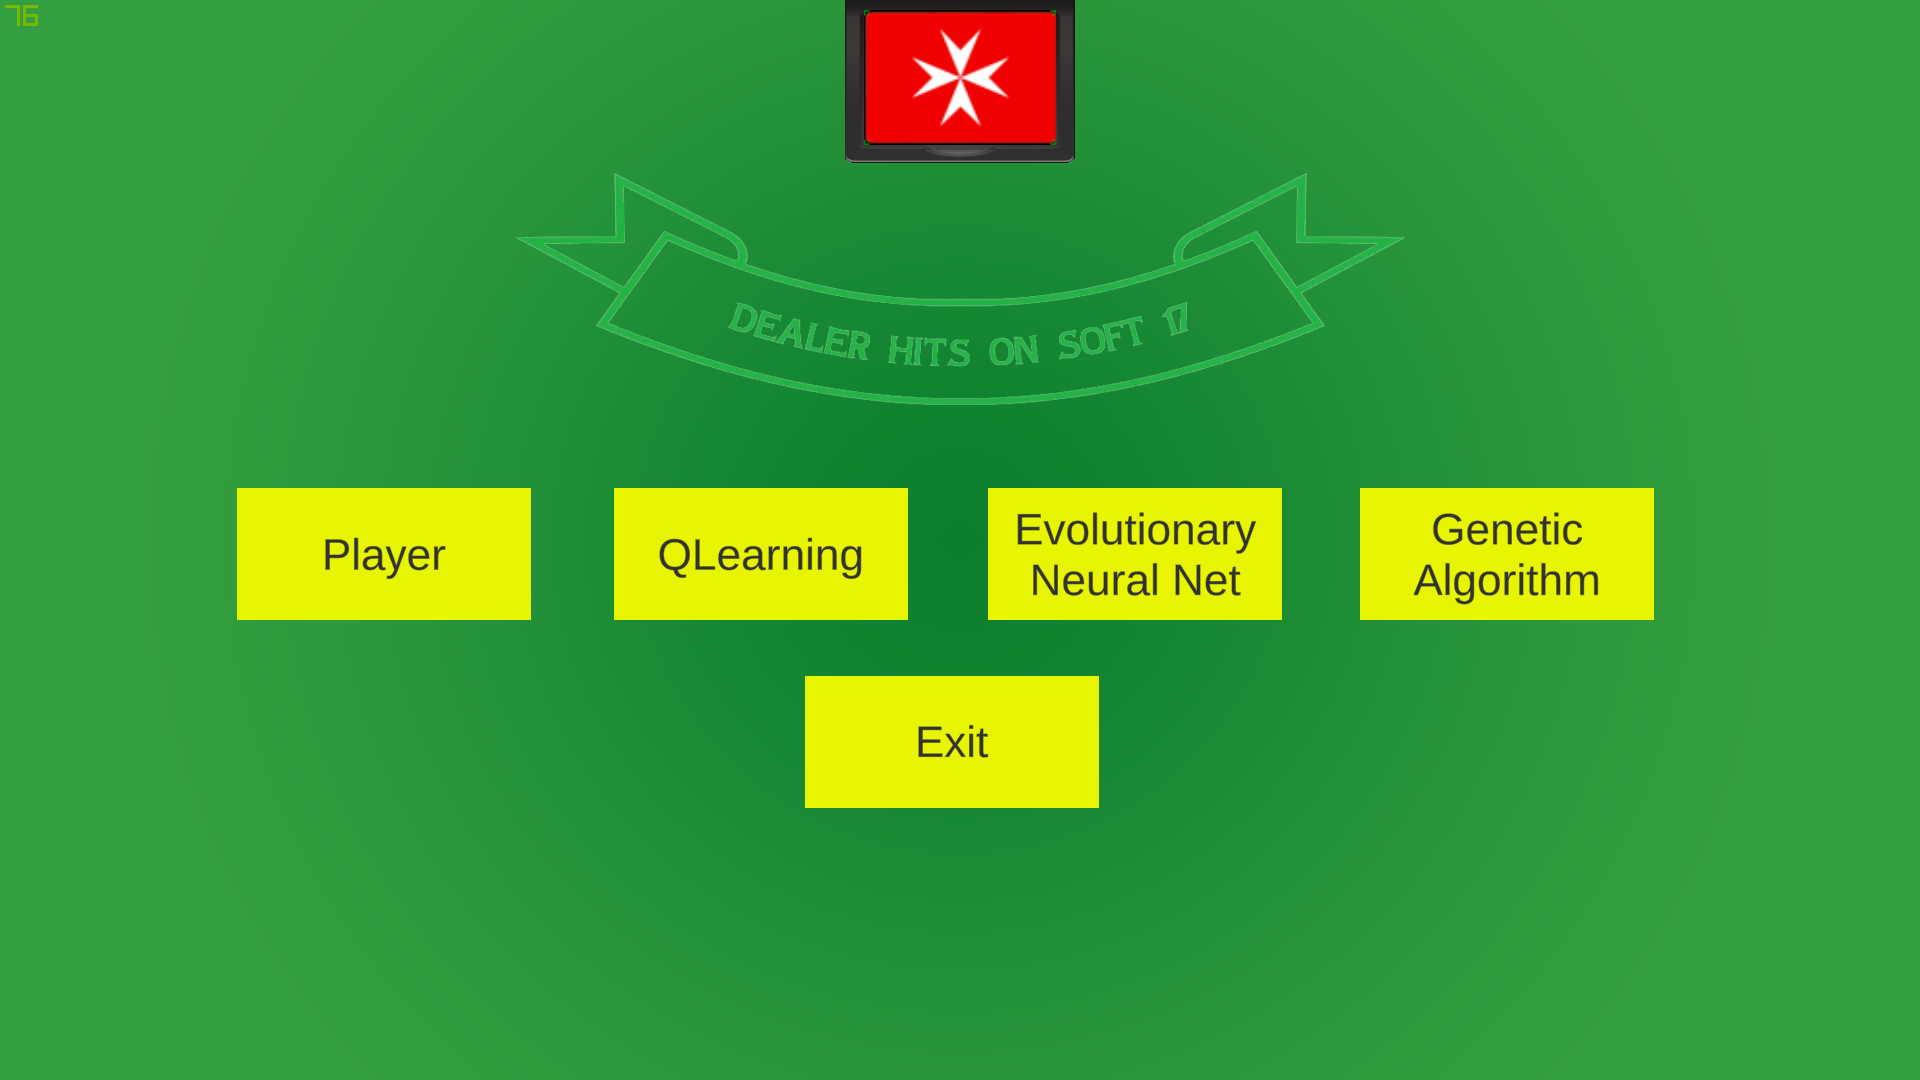 76
DEALER HITS ON SOFT 17
Player
QLearning
Evolutionary
Neural Net
Genetic
Algorithm
Exit